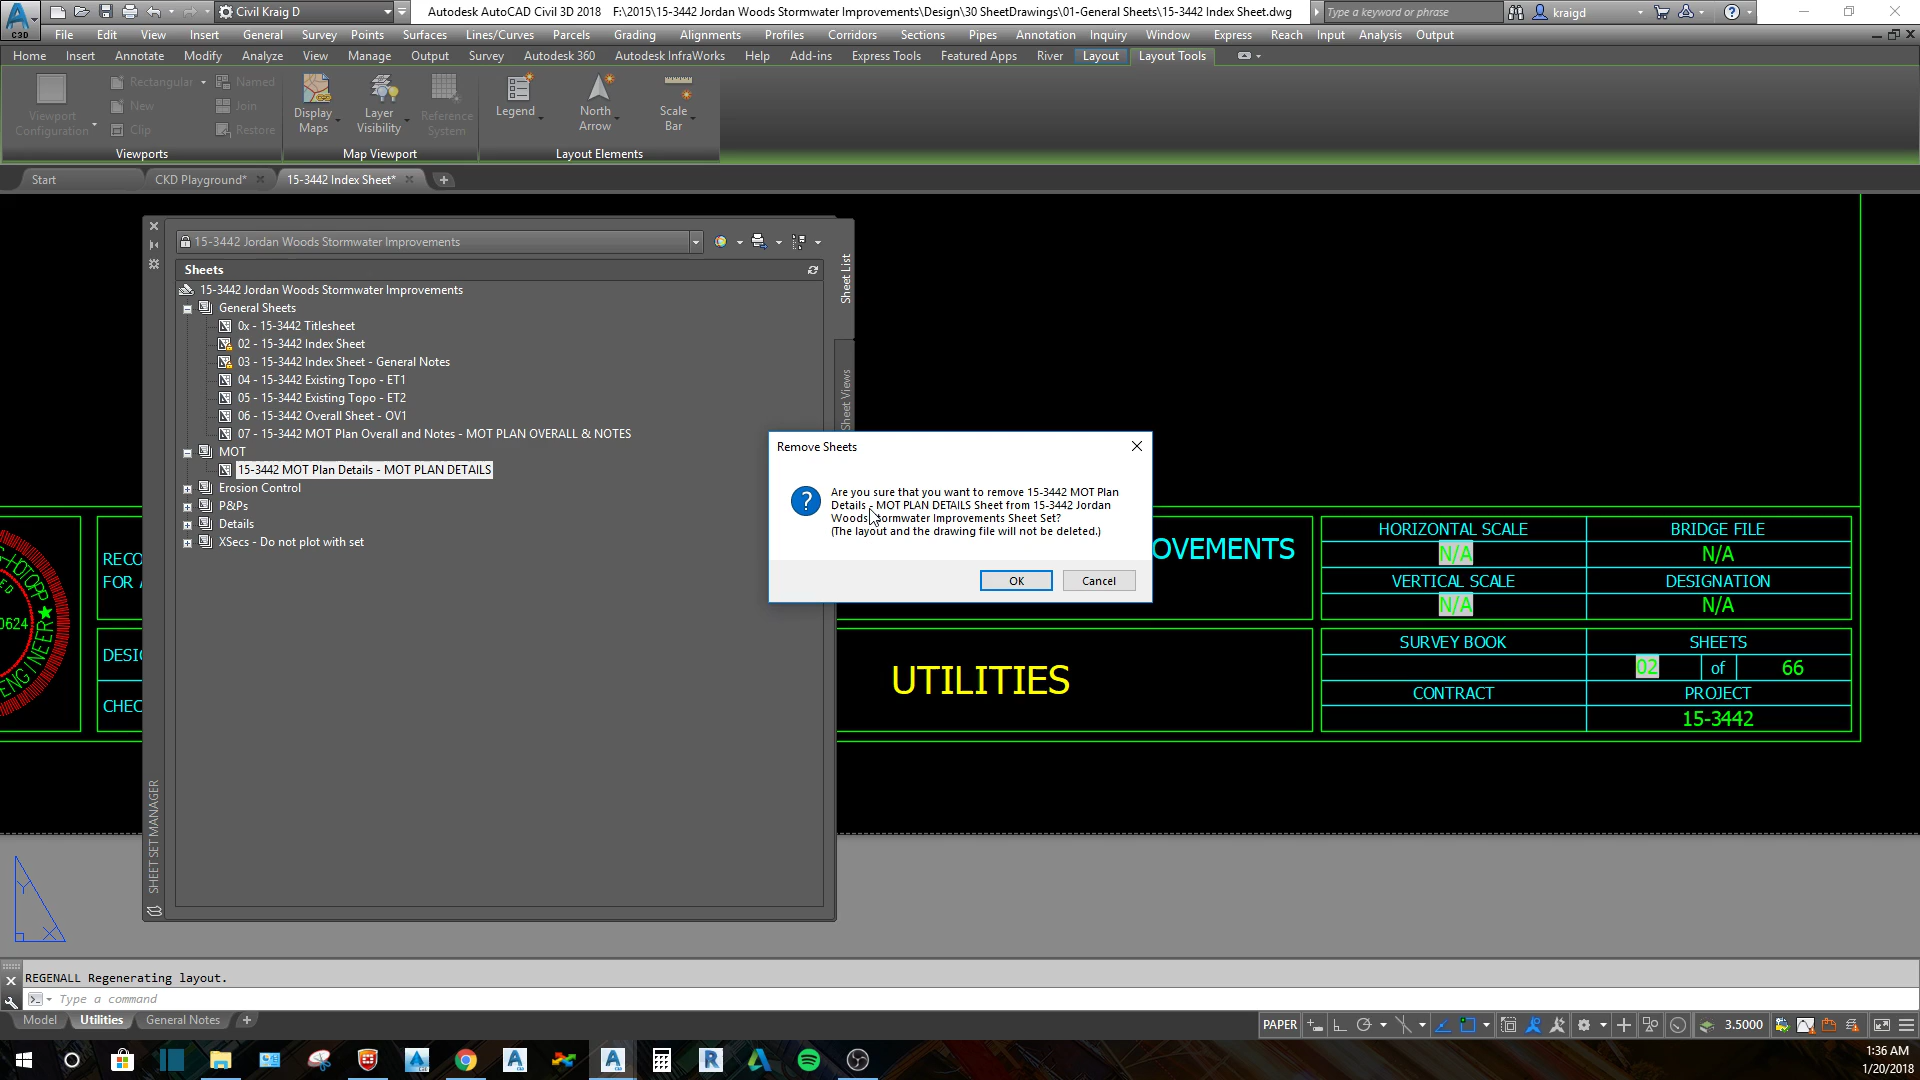 Civil Kraig D
Autodesk AutoCAD Civil 3D 2018 F:\2015\15-3442 Jordan Woods Stormwater Improvements\Design\30 SheetDrawings\01-General Sheets\15-3442 Index Sheet.dwg
Type a keyword or phrase
kraigd
C3D
File Edit View Insert General Survey Points Surfaces Lines/Curves Parcels Grading Alignments Profiles Corridors Sections Pipes Annotation Inquiry Window Express Reach Input Analysis Output
Home Insert Annotate Modify Analyze View Manage Output Survey Autodesk 360 Autodesk InfraWorks Help Add-ins Express Tools Featured Apps River Layout Layout Tools
Viewport Configuration
Rectangular
New
Clip
Named
Join
Restore
Display Maps
Layer Visibility
Reference System
Legend
North Arrow
Scale Bar
Viewports
Map Viewport
Layout Elements
Start
CKD Playground*
15-3442 Index Sheet*
15-3442 Jordan Woods Stormwater Improvements
Sheets
Sheet List
Sheet Views
15-3442 Jordan Woods Stormwater Improvements
General Sheets
0x - 15-3442 Titlesheet
02 - 15-3442 Index Sheet
03 - 15-3442 Index Sheet - General Notes
04 - 15-3442 Existing Topo - ET1
05 - 15-3442 Existing Topo - ET2
06 - 15-3442 Overall Sheet - OV1
07 - 15-3442 MOT Plan Overall and Notes - MOT PLAN OVERALL & NOTES
MOT
15-3442 MOT Plan Details - MOT PLAN DETAILS
Erosion Control
P&Ps
Details
XSecs - Do not plot with set
SHEET SET MANAGER
Remove Sheets
Are you sure that you want to remove 15-3442 MOT Plan
Details - MOT PLAN DETAILS Sheet from 15-3442 Jordan
Woods Stormwater Improvements Sheet Set?
(The layout and the drawing file will not be deleted.)
OK
Cancel
RECO
FOR
DESI
CHEC
0624
ENGINEER
OVEMENTS
UTILITIES
HORIZONTAL SCALE
N/A
VERTICAL SCALE
N/A
BRIDGE FILE
N/A
DESIGNATION
N/A
SURVEY BOOK
SHEETS
02 of 66
CONTRACT
PROJECT
15-3442
Y
X
REGENALL Regenerating layout.
Type a command
Model
Utilities
General Notes
PAPER
3.5000
1:36 AM
1/20/2018